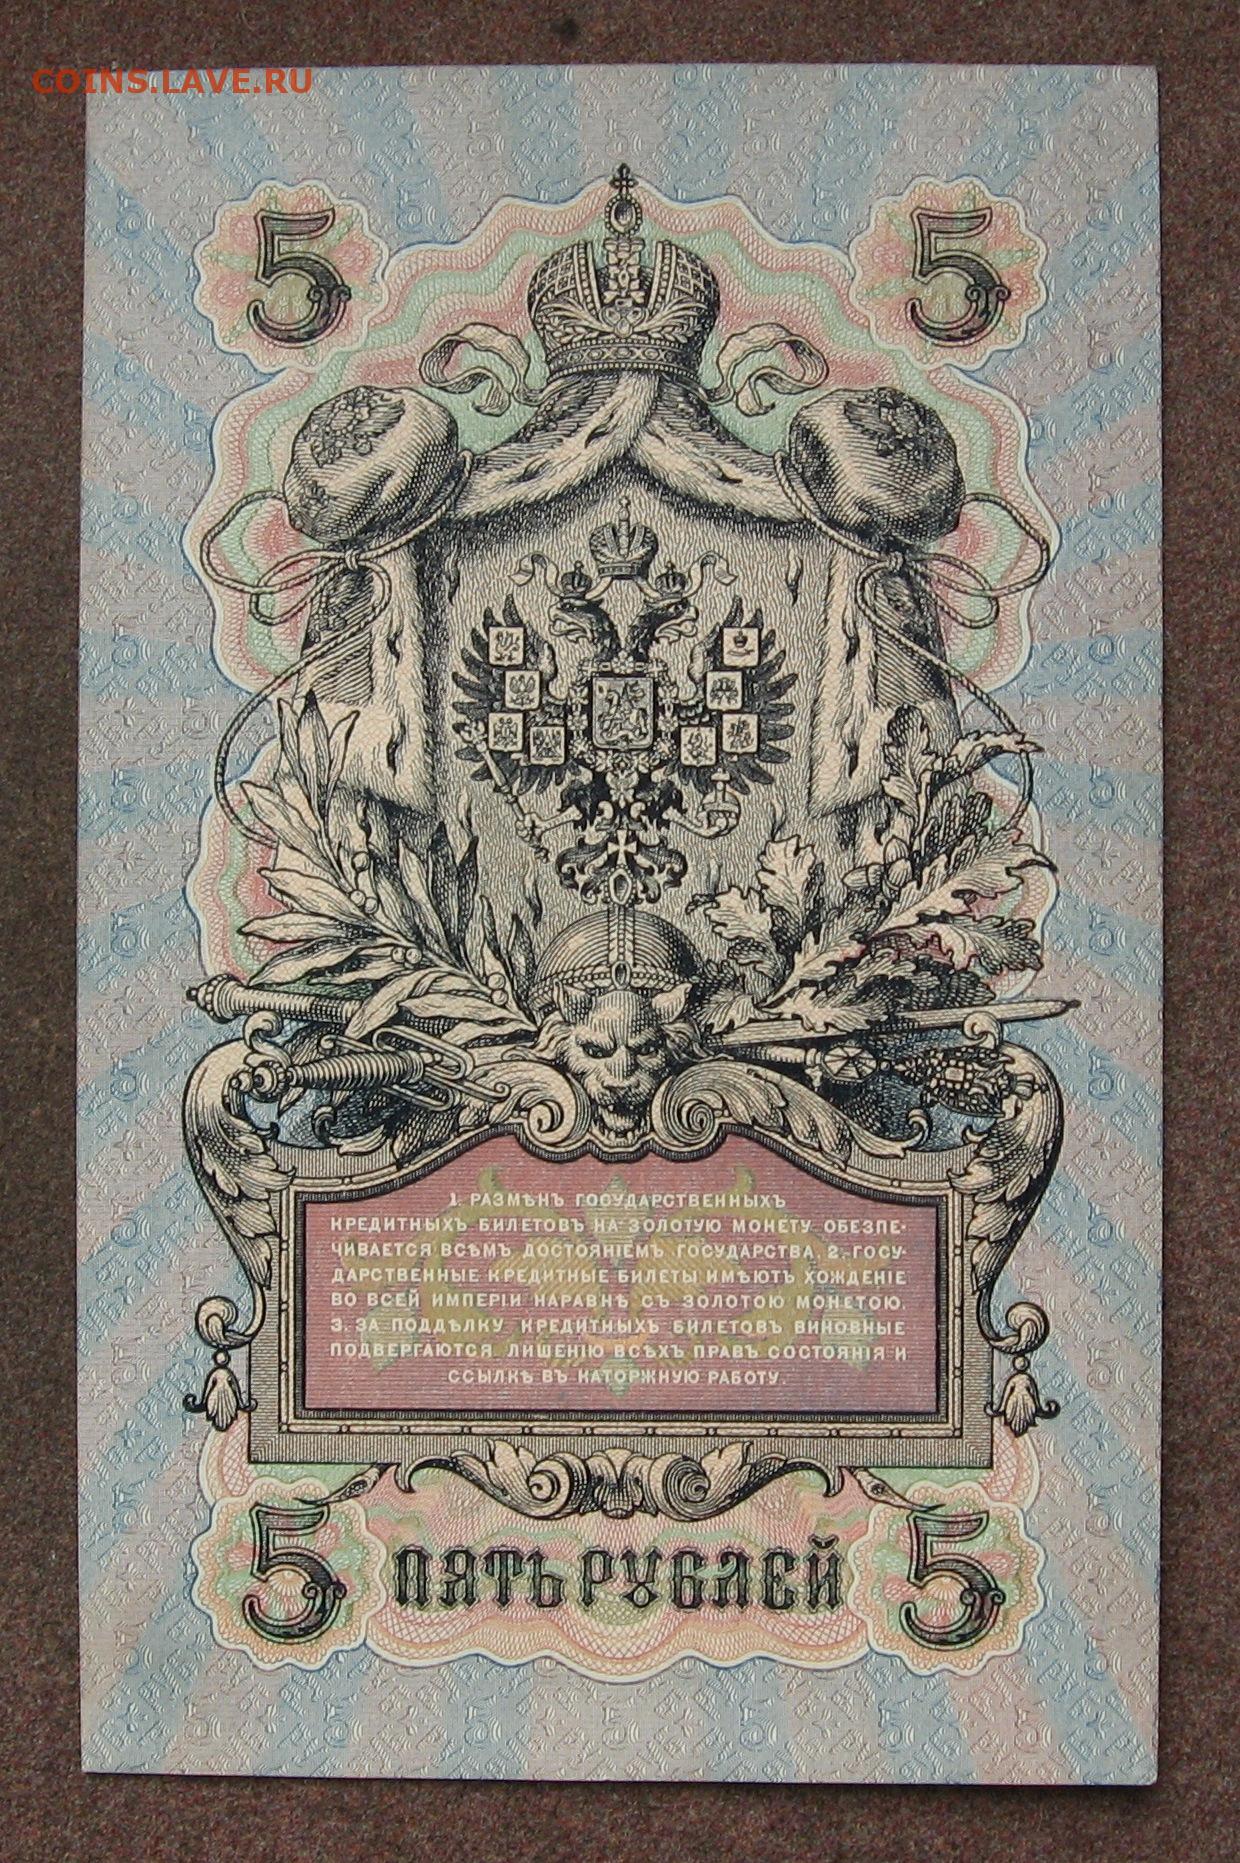 COINS.LAVE.RU
5 5
1. РАЗМѢНЪ ГОСУДАРСТВЕННЫХЪ
КРЕДИТНЫХЪ БИЛЕТОВЪ НА ЗОЛОТУЮ МОНЕТУ ОБЕЗПЕ-
ЧИВАЕТСЯ ВСѢМЪ ДОСТОЯНІЕМЪ ГОСУДАРСТВА. 2. ГОСУ-
ДАРСТВЕННЫЕ КРЕДИТНЫЕ БИЛЕТЫ ИМѢЮТЪ ХОЖДЕНІЕ
ВО ВСЕЙ ИМПЕРІИ НАРАВНѢ СЪ ЗОЛОТОЮ МОНЕТОЮ.
3. ЗА ПОДДѢЛКУ КРЕДИТНЫХЪ БИЛЕТОВЪ ВИНОВНЫЕ
ПОДВЕРГАЮТСЯ ЛИШЕНІЮ ВСѢХЪ ПРАВЪ СОСТОЯНІЯ И
ССЫЛКѢ ВЪ КАТОРЖНУЮ РАБОТУ.
5 ПЯТЬ РУБЛЕЙ 5